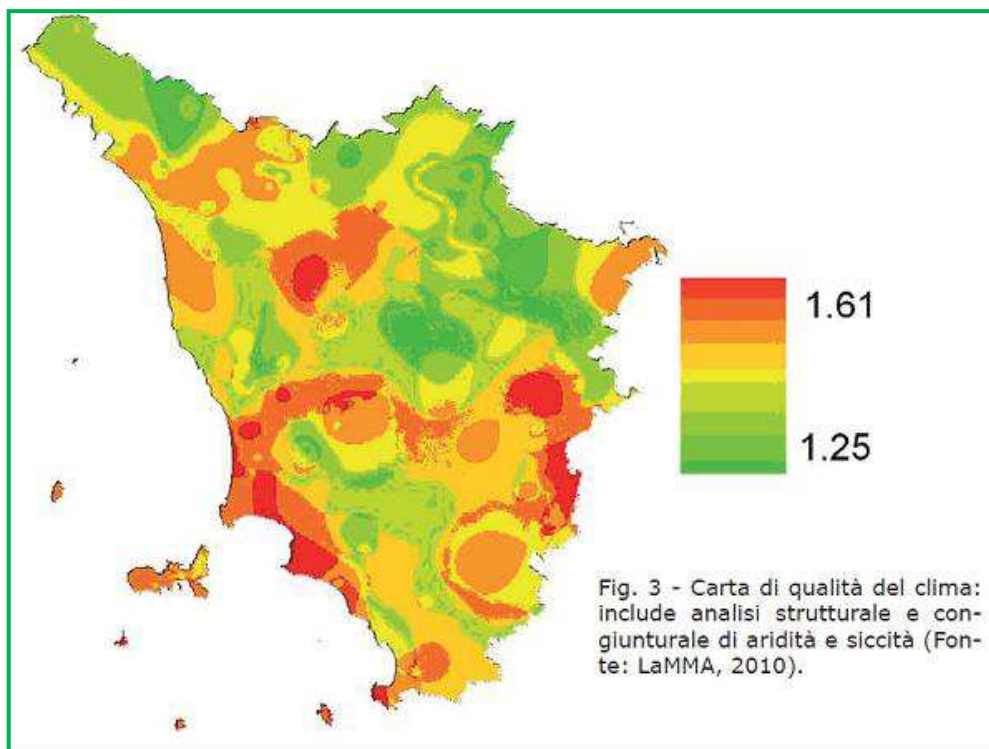 1.61
1.25
Fig. 3 - Carta di qualità del clima:
include analisi strutturale e con-
giunturale di aridità e siccità (Fon-
te: LaMMA, 2010).